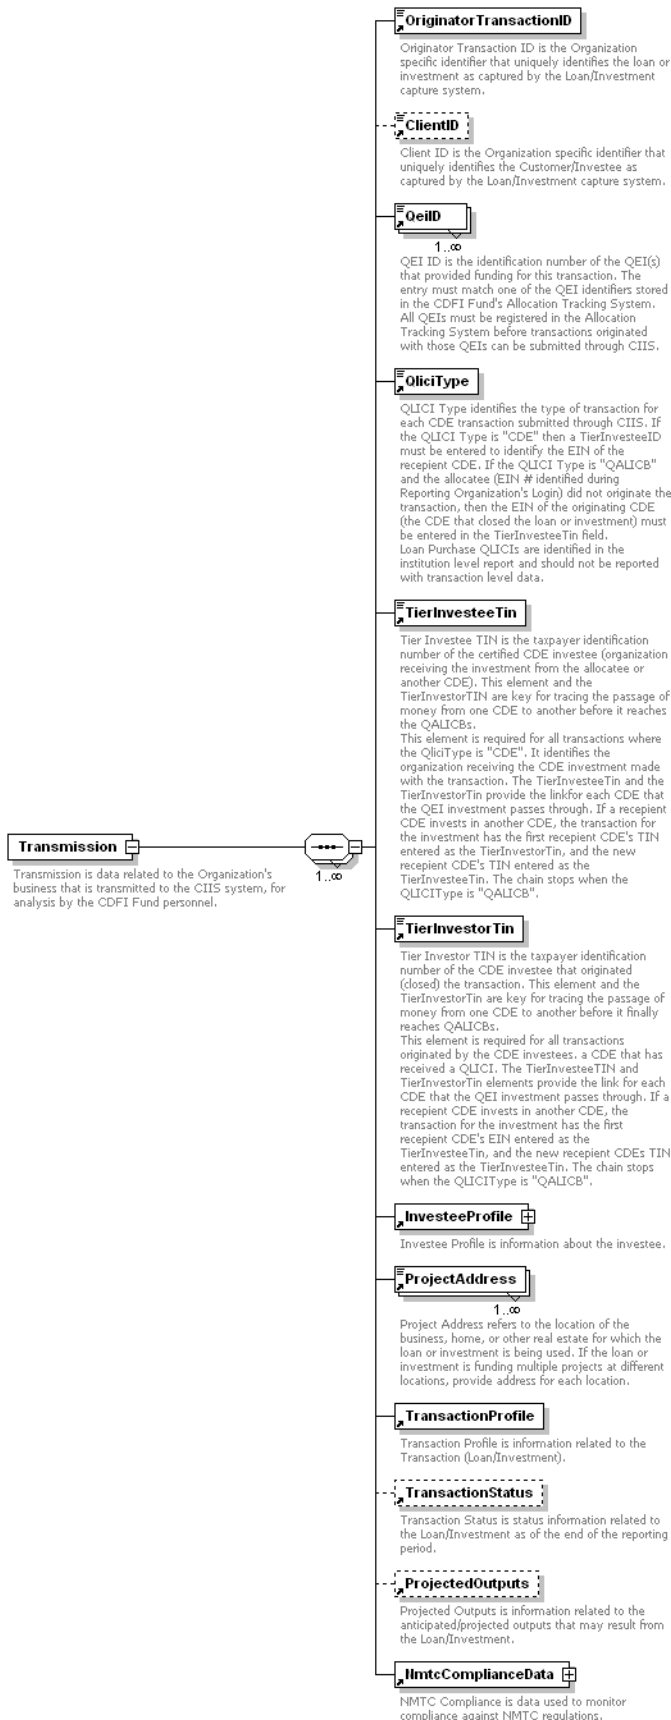 OriginatorTransactionID
Originator Transaction ID is the Organization
specific identifier that uniquely identifies the loan or
investment as captured by the Loan/Investment
capture system.
ClientID
Client ID is the Organization specific identifier that
uniquely identifies the Customer/Investee as
captured by the Loan/Investment capture system.
QeiID
1..∞
QEI ID is the identification number of the QEI(s)
that provided funding for this transaction. The
entry must match one of the QEI identifiers stored
in the CDFI Fund's Allocation Tracking System.
All QEIs must be registered in the Allocation
Tracking System before transactions originated
with those QEIs can be submitted through CIIS.
QliciType
QLICI Type identifies the type of transaction for
each CDE transaction submitted through CIIS. If
the QLICI Type is "CDE" then a TierInvesteeID
must be entered to identify the EIN of the
recepient CDE. If the QLICI Type is "QALICB"
and the allocatee (EIN # identified during
Reporting Organization's Login) did not originate the
transaction, then the EIN of the originating CDE
(the CDE that closed the loan or investment) must
be entered in the TierInvesteeTin field.
Loan Purchase QLICIs are identified in the
institution level report and should not be reported
with transaction level data.
TierInvesteeTin
Tier Investee TIN is the taxpayer identification
number of the certified CDE investee (organization
receiving the investment from the allocatee or
another CDE). This element and the
TierInvestorTIN are key for tracing the passage of
money from one CDE to another before it reaches
the QALICBs.
This element is required for all transactions where
the QliciType is "CDE". It identifies the
organization receiving the CDE investment made
with the transaction. The TierInvesteeTin and the
TierInvestorTin provide the linkfor each CDE that
the QEI investment passes through. If a recepient
CDE invests in another CDE, the transaction for
the investment has the first recepient CDE's TIN
entered as the TierInvestorTin, and the new
recepient CDE's TIN entered as the
TierInvesteeTin. The chain stops when the
QLICIType is "QALICB".
Transmission
1..∞
Transmission is data related to the Organization's
business that is transmitted to the CIIS system, for
analysis by the CDFI Fund personnel.
TierInvestorTin
Tier Investor TIN is the taxpayer identification
number of the CDE investee that originated
(closed) the transaction. This element and the
TierInvestorTin are key for tracing the passage of
money from one CDE to another before it finally
reaches QALICBs.
This element is required for all transactions
originated by the CDE investees. a CDE that has
received a QLICI. The TierInvesteeTIN and
TierInvestorTin elements provide the link for each
CDE that the QEI investment passes through. If a
recepient CDE invests in another CDE, the
transaction for the investment has the first
recepient CDE's EIN entered as the
TierInvesteeTin, and the new recepient CDEs TIN
entered as the TierInvesteeTin. The chain stops
when the QLICIType is "QALICB".
InvesteeProfile
Investee Profile is information about the investee.
ProjectAddress
1..∞
Project Address refers to the location of the
business, home, or other real estate for which the
loan or investment is being used. If the loan or
investment is funding multiple projects at different
locations, provide address for each location.
TransactionProfile
Transaction Profile is information related to the
Transaction (Loan/Investment).
TransactionStatus
Transaction Status is status information related to
the Loan/Investment as of the end of the reporting
period.
ProjectedOutputs
Projected Outputs is information related to the
anticipated/projected outputs that may result from
the Loan/Investment.
NmtcComplianceData
NMTC Compliance is data used to monitor
compliance against NMTC regulations.